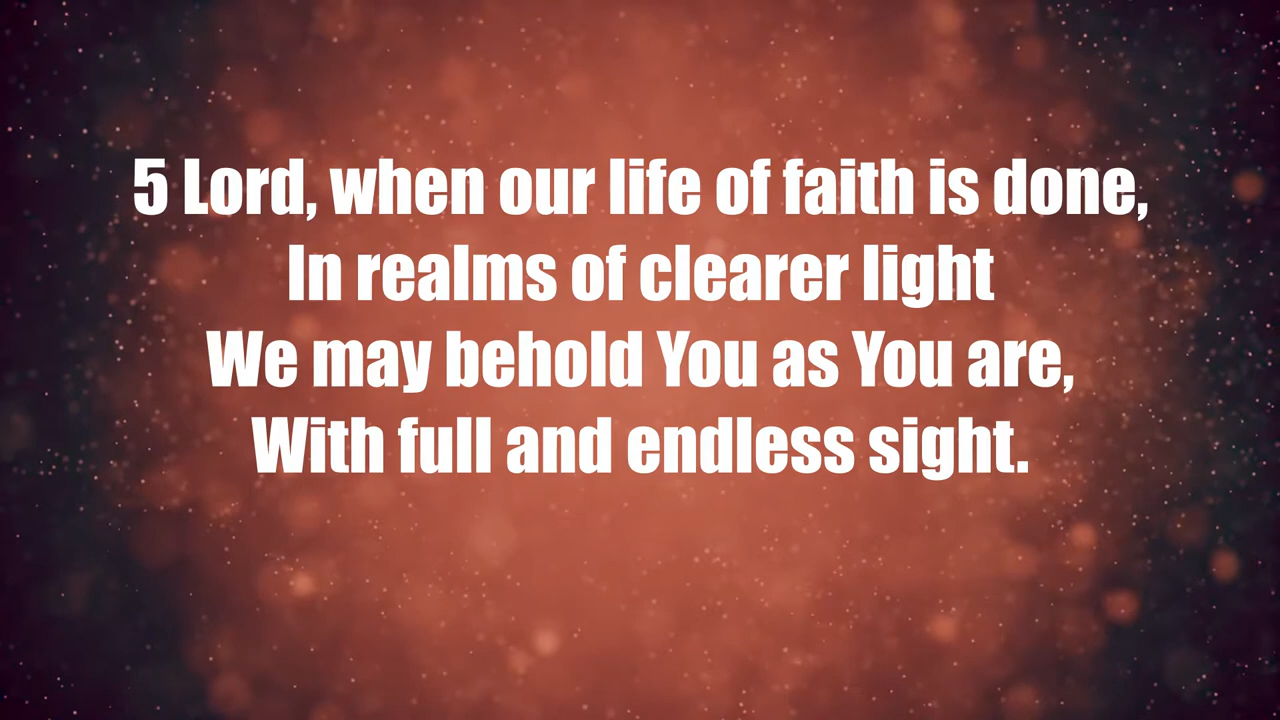 5 Lord, when our life of faith is done,
In realms of clearer light
We may behold You as You are,
With full and endless sight.